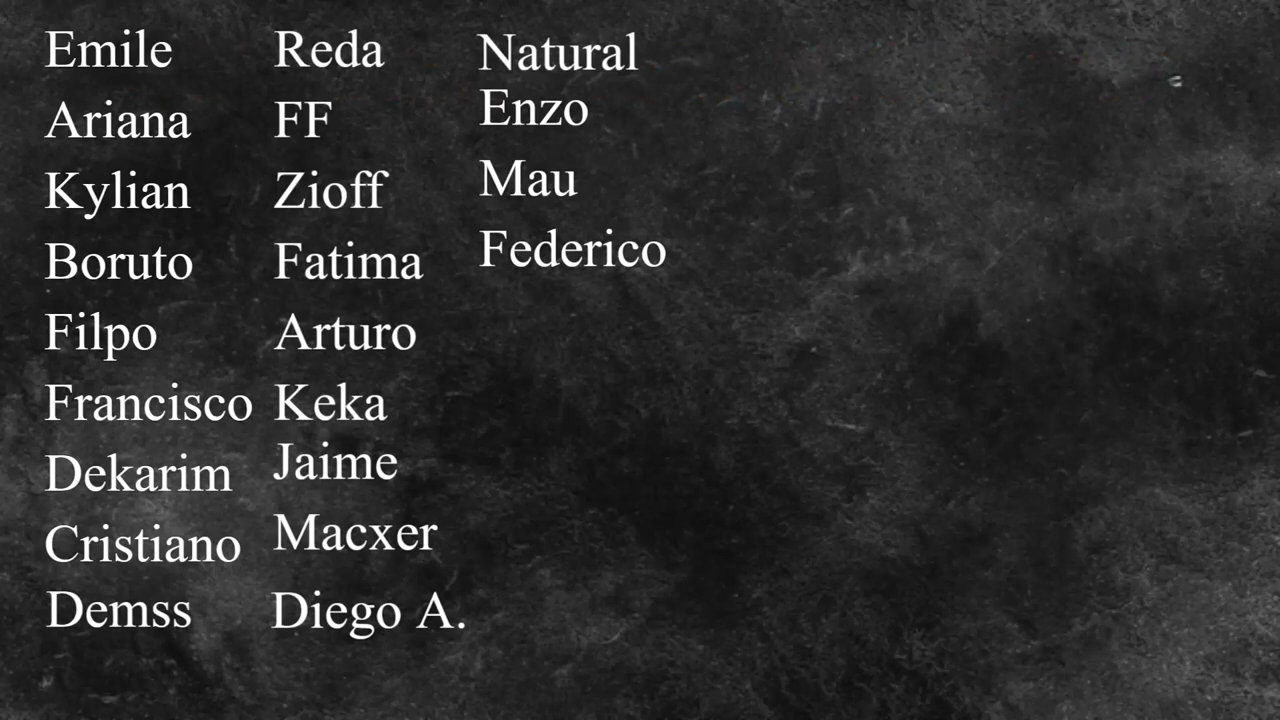 Emile
Ariana
Kylian
Boruto
Filpo
Francisco
Dekarim
Cristiano
Demss
Reda
FF
Zioff
Fatima
Arturo
Keka
Jaime
Macxer
Diego A.
Natural
Enzo
Mau
Federico